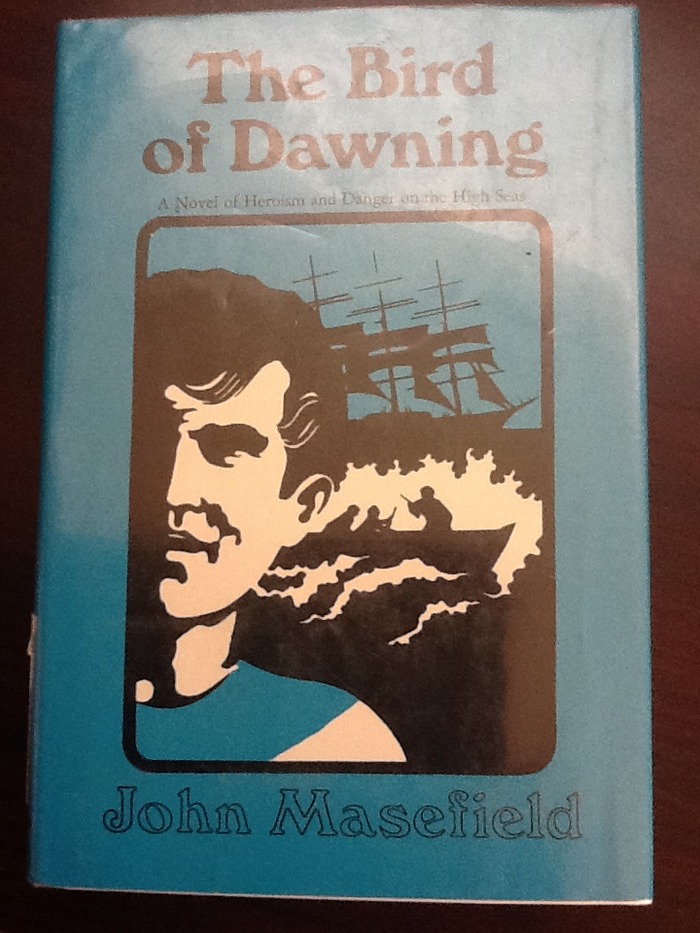 The Bird
of Dawning
A Novel of Heroism and Danger on the High Seas
John Masefield